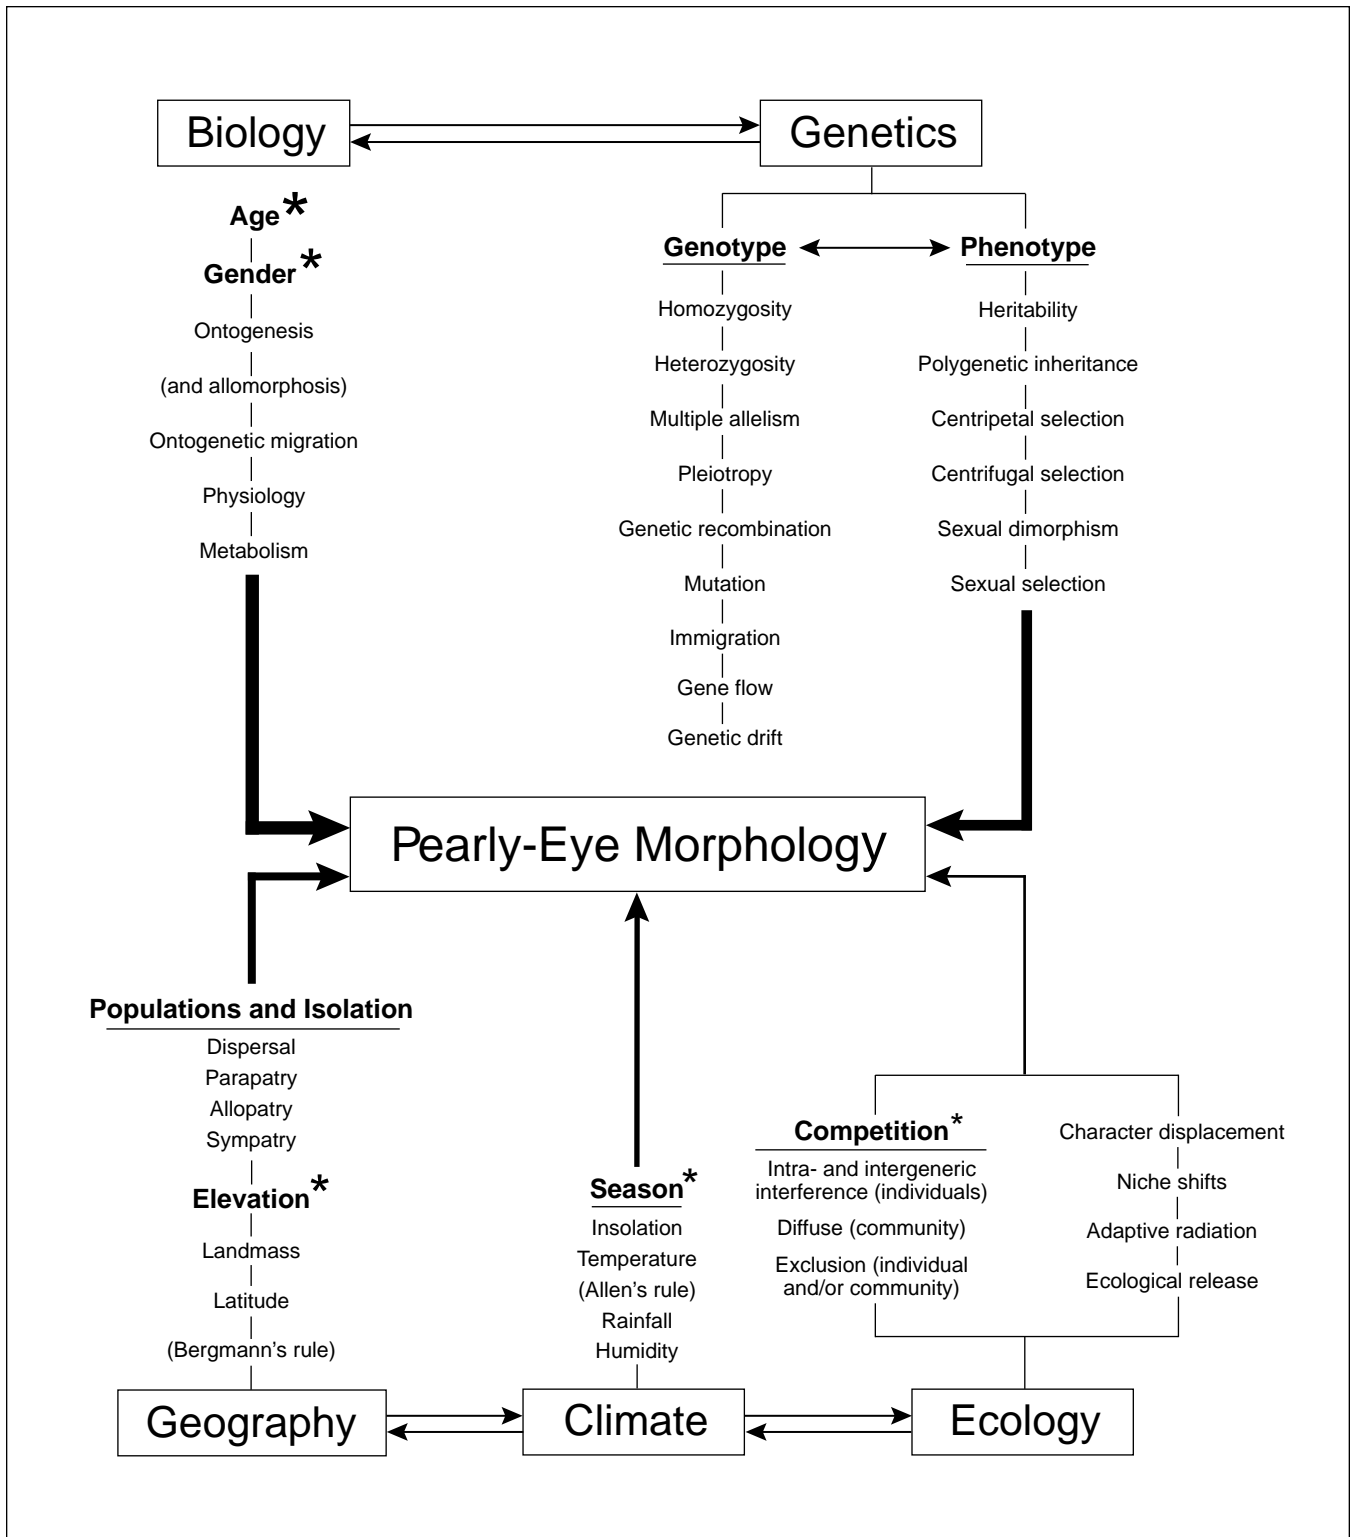 Biology
Genetics
Age*
Gender*
Ontogenesis
(and allomorphosis)
Ontogenetic migration
Physiology
Metabolism
Genotype
Homozygosity
Heterozygosity
Multiple allelism
Pleiotropy
Genetic recombination
Mutation
Immigration
Gene flow
Genetic drift
Phenotype
Heritability
Polygenetic inheritance
Centripetal selection
Centrifugal selection
Sexual dimorphism
Sexual selection
Pearly-Eye Morphology
Populations and Isolation
Dispersal
Parapatry
Allopatry
Sympatry
Elevation*
Landmass
Latitude
(Bergmann's rule)
Geography
Season*
Insolation
Temperature
(Allen's rule)
Rainfall
Humidity
Climate
Competition*
Intra- and intergeneric
interference (individuals)
Diffuse (community)
Exclusion (individual
and/or community)
Character displacement
Niche shifts
Adaptive radiation
Ecological release
Ecology